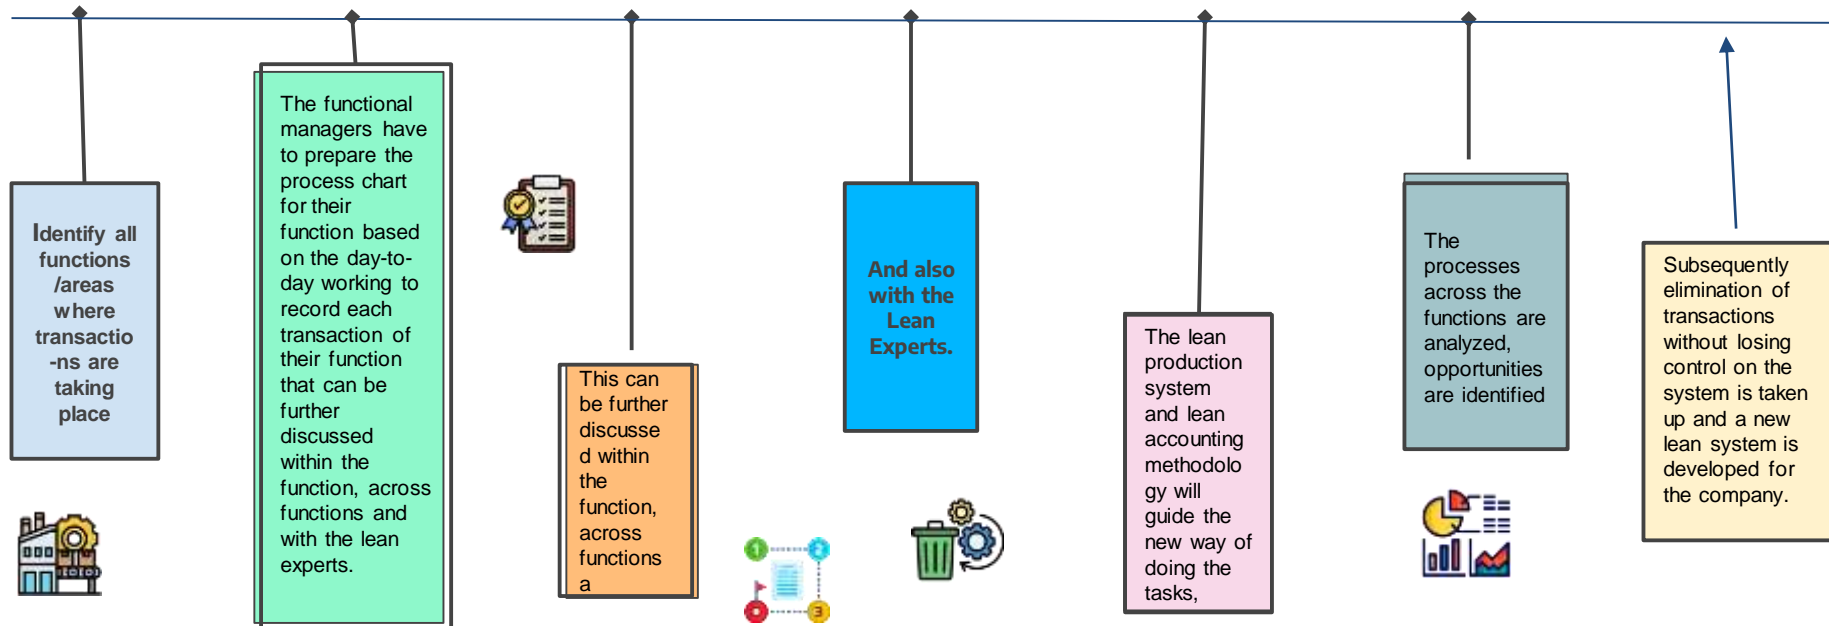 Identify all
functions
/areas
where
transactio
-ns are
taking
place
The functional
managers have
to prepare the
process chart
for their
function based
on the day-to-
day working to
record each
transaction of
their function
that can be
further
discussed
within the
function, across
functions and
with the lean
experts.
This can
be further
discusse
d within
the
function,
across
functions
a
And also
with the
Lean
Experts.
The lean
production
system
and lean
accounting
methodolo
gy will
guide the
new way of
doing the
tasks,
The
processes
across the
functions are
analyzed,
opportunities
are identified
Subsequently
elimination of
transactions
without losing
control on the
system is taken
up and a new
lean system is
developed for
the company.
1
2
3